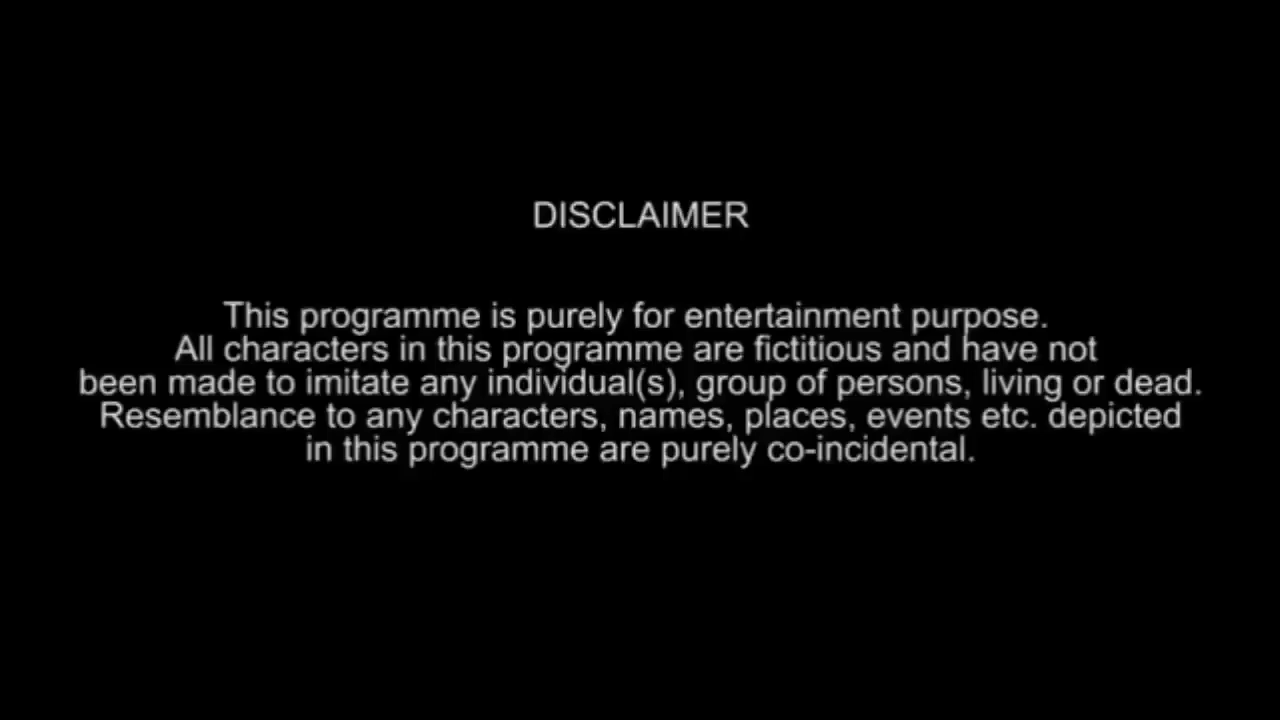 DISCLAIMER
This programme is purely for entertainment purpose.
All characters in this programme are fictitious and have not
been made to imitate any individual(s), group of persons, living or dead.
Resemblance to any characters, names, places, events etc. depicted
in this programme are purely co-incidental.